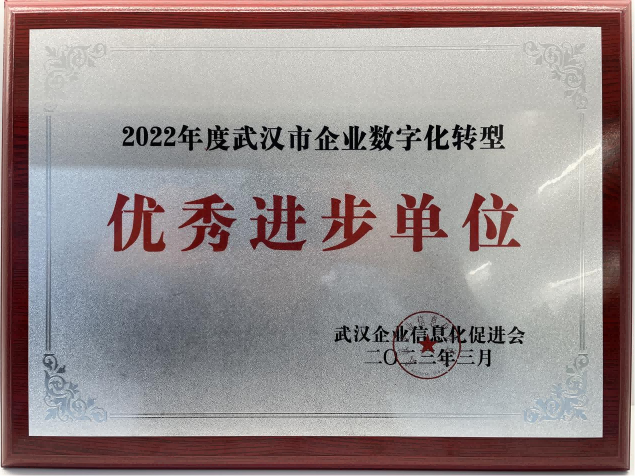 2022年度武汉市企业数字化转型
优秀进步单位
武汉企业信息化促进会
二〇二三年三月